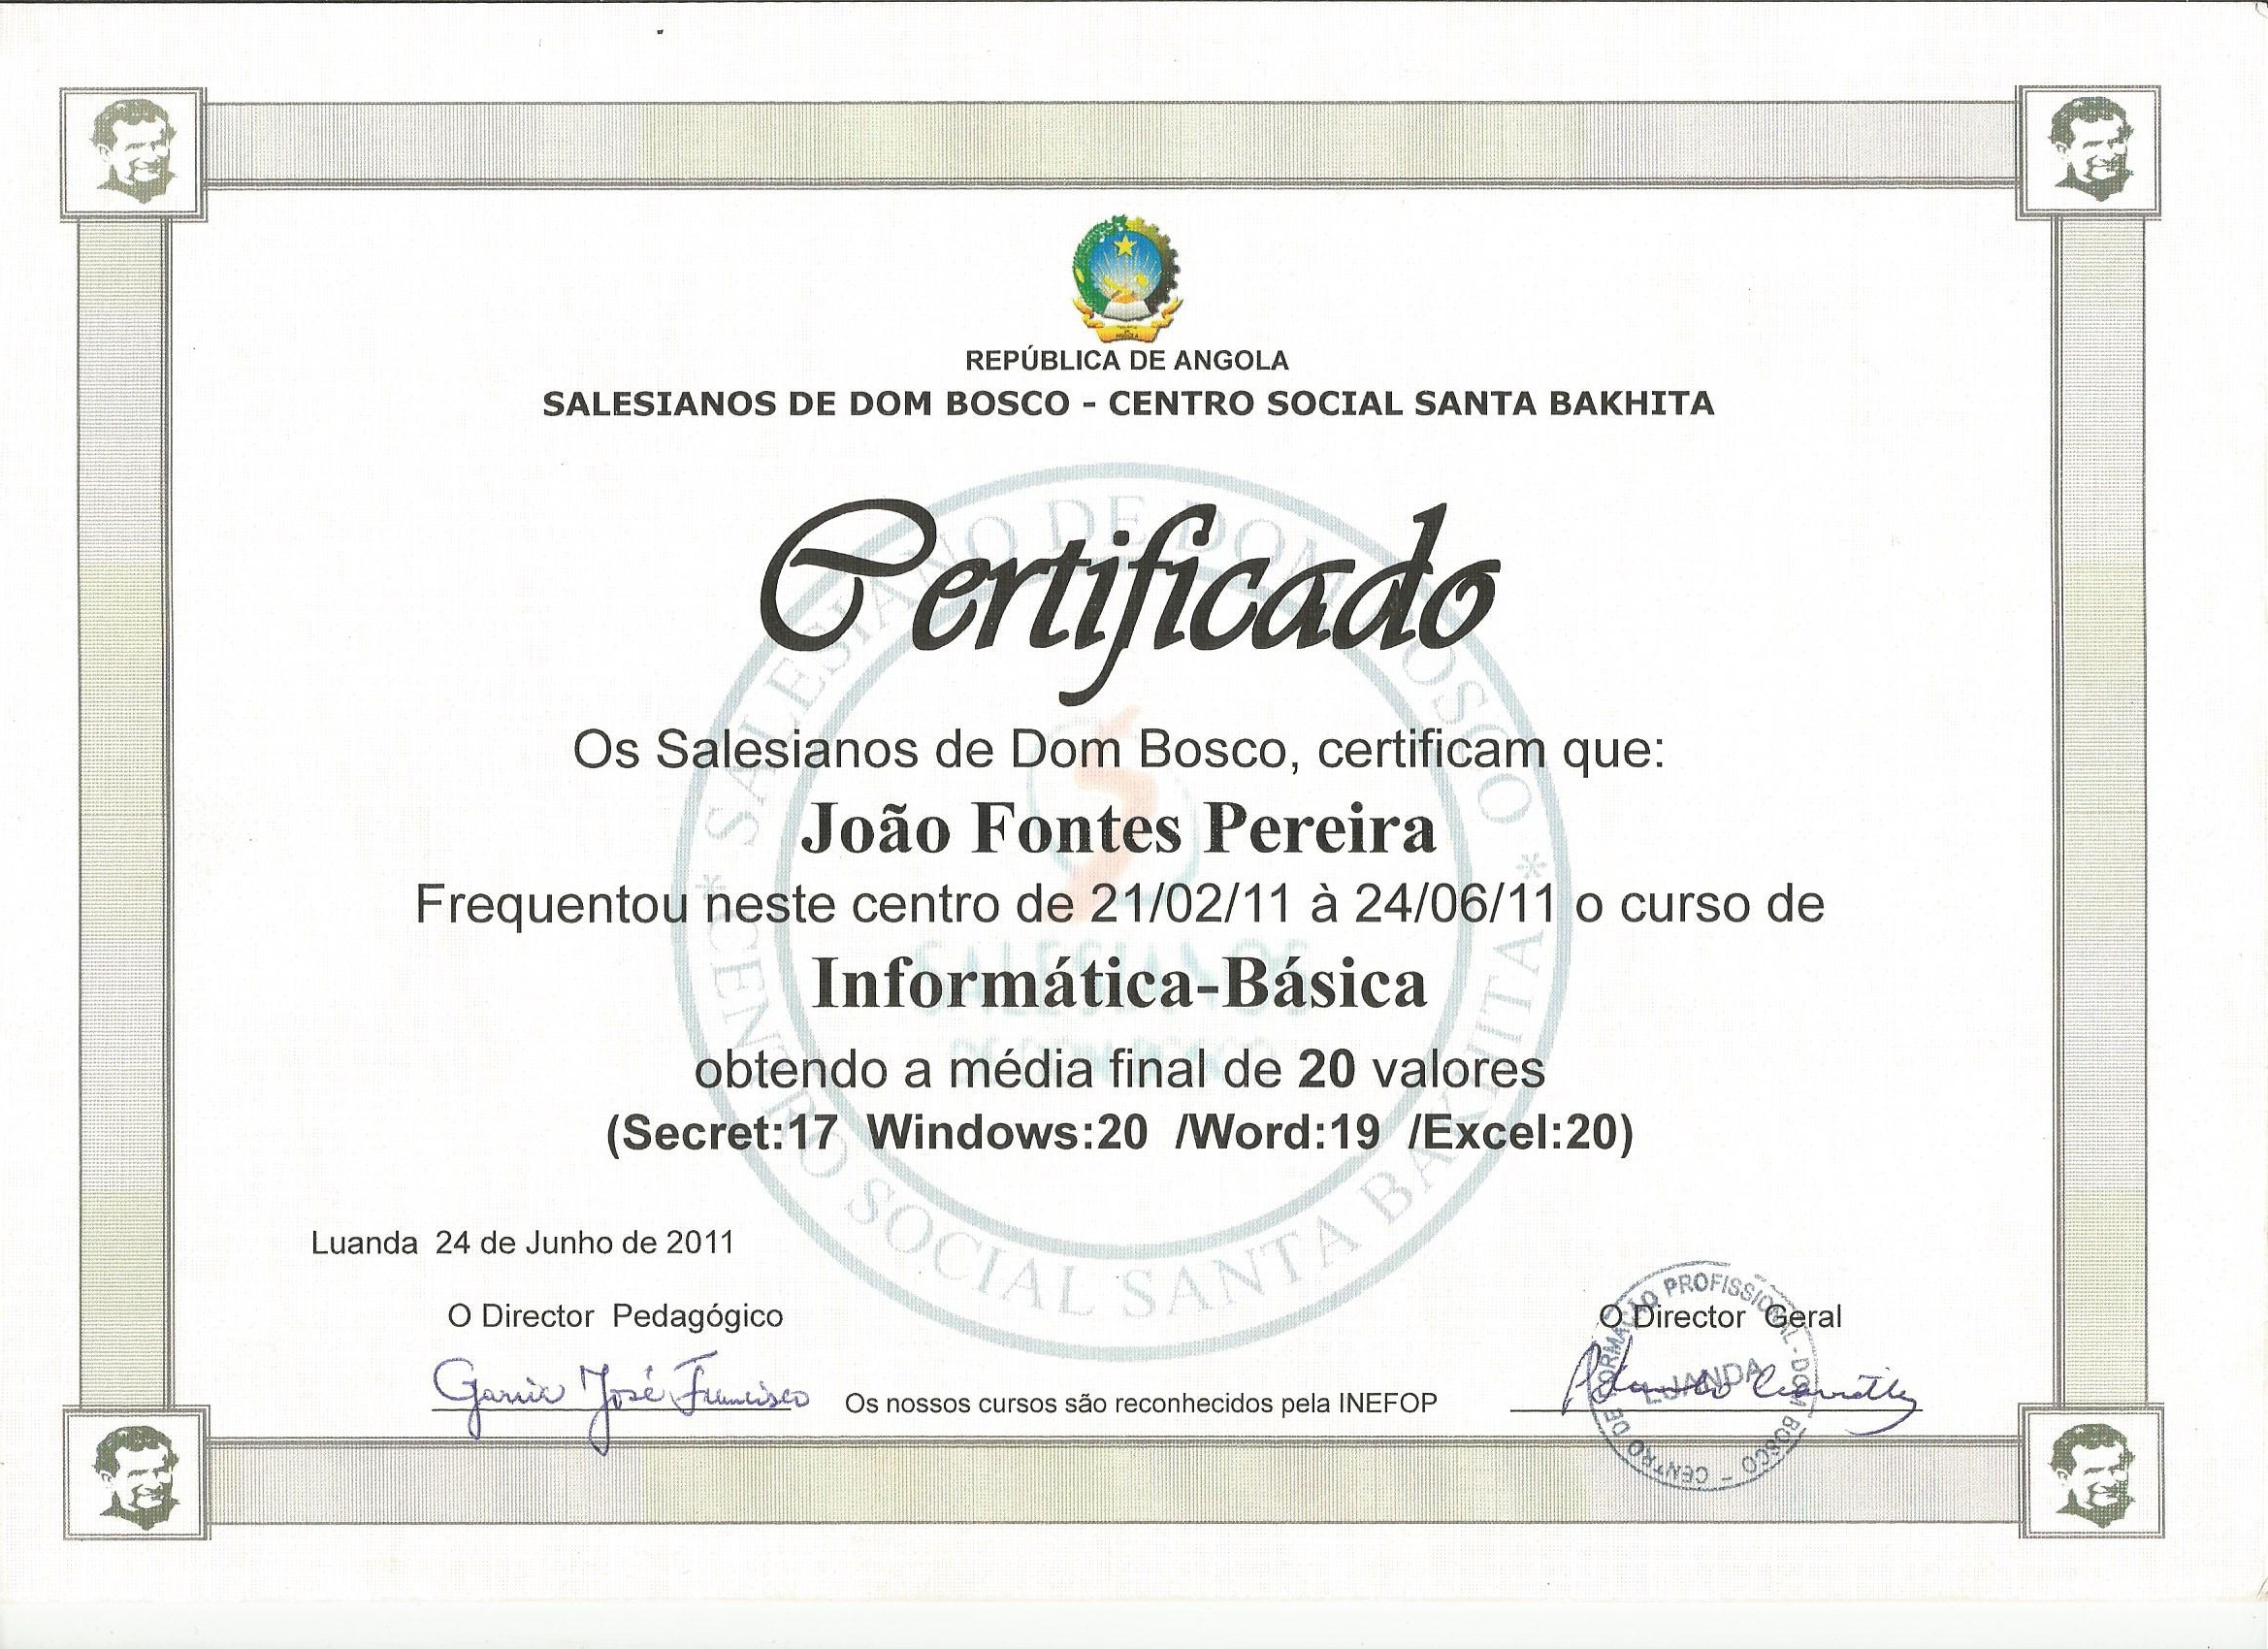 REPÚBLICA DE ANGOLA
SALESIANOS DE DOM BOSCO - CENTRO SOCIAL SANTA BAKHITA
Certificado
Os Salesianos de Dom Bosco, certificam que:
João Fontes Pereira
Frequentou neste centro de 21/02/11 à 24/06/11 o curso de
Informática-Básica
obtendo a média final de 20 valores
(Secret:17 Windows:20 /Word:19 /Excel:20)
Luanda 24 de Junho de 2011
O Director Pedagógico
O Director Geral
José Francisco
Os nossos cursos são reconhecidos pela INEFOP
CENTRO DE FORMAÇÃO PROFISSIONAL - DOM BOSCO -
LUANDA
* SALESIANO DE DOM BOSCO *
CENTRO SOCIAL SANTA BAKHITA
SALESIANOS